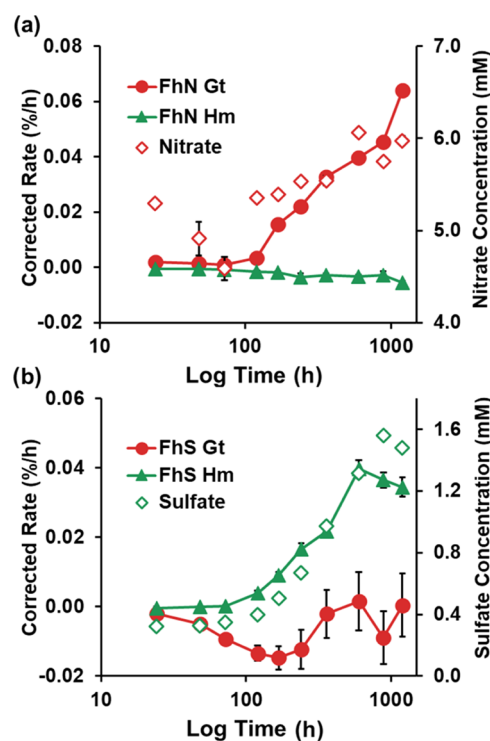 (a)
0.08
0.06
0.04
0.02
0.00
-0.02
Corrected Rate (%/h)
FhN Gt
FhN Hm
Nitrate
7.0
6.0
5.0
4.0
Nitrate Concentration (mM)
10 100 1000
Log Time (h)
(b)
0.06
0.04
0.02
0.00
-0.02
Corrected Rate (%/h)
FhS Gt
FhS Hm
Sulfate
1.6
1.2
0.8
0.4
0.0
Sulfate Concentration (mM)
10 100 1000
Log Time (h)